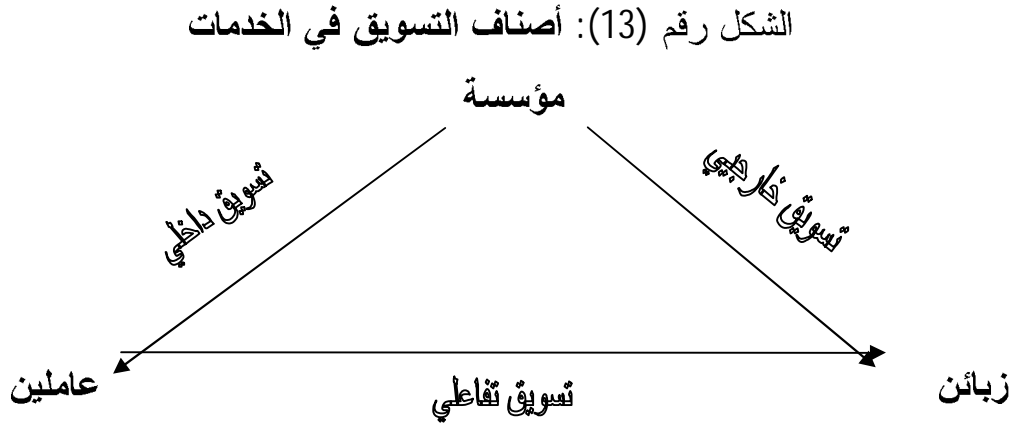 الشكل رقم (13): أصناف التسويق في الخدمات
مؤسسة
تسويق خارجي
تسويق داخلي
زبائن
تسويق تفاعلي
عاملين